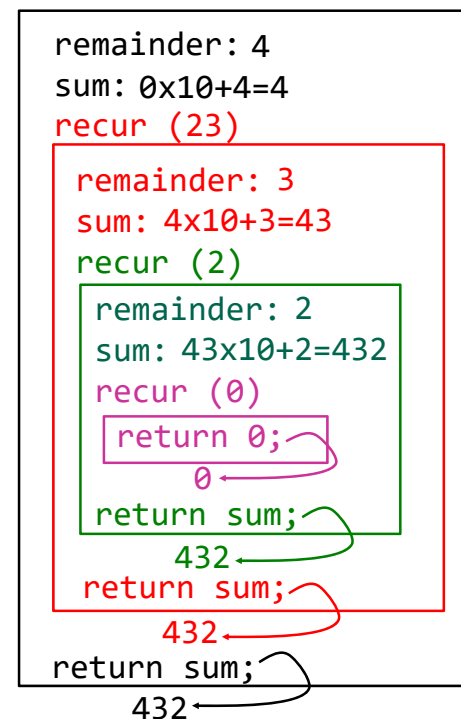 remainder: 4
sum: 0x10+4=4
recur (23)
remainder: 3
sum: 4x10+3=43
recur (2)
remainder: 2
sum: 43x10+2=432
recur (0)
return 0;
0
return sum;
432
return sum;
432
return sum;
432